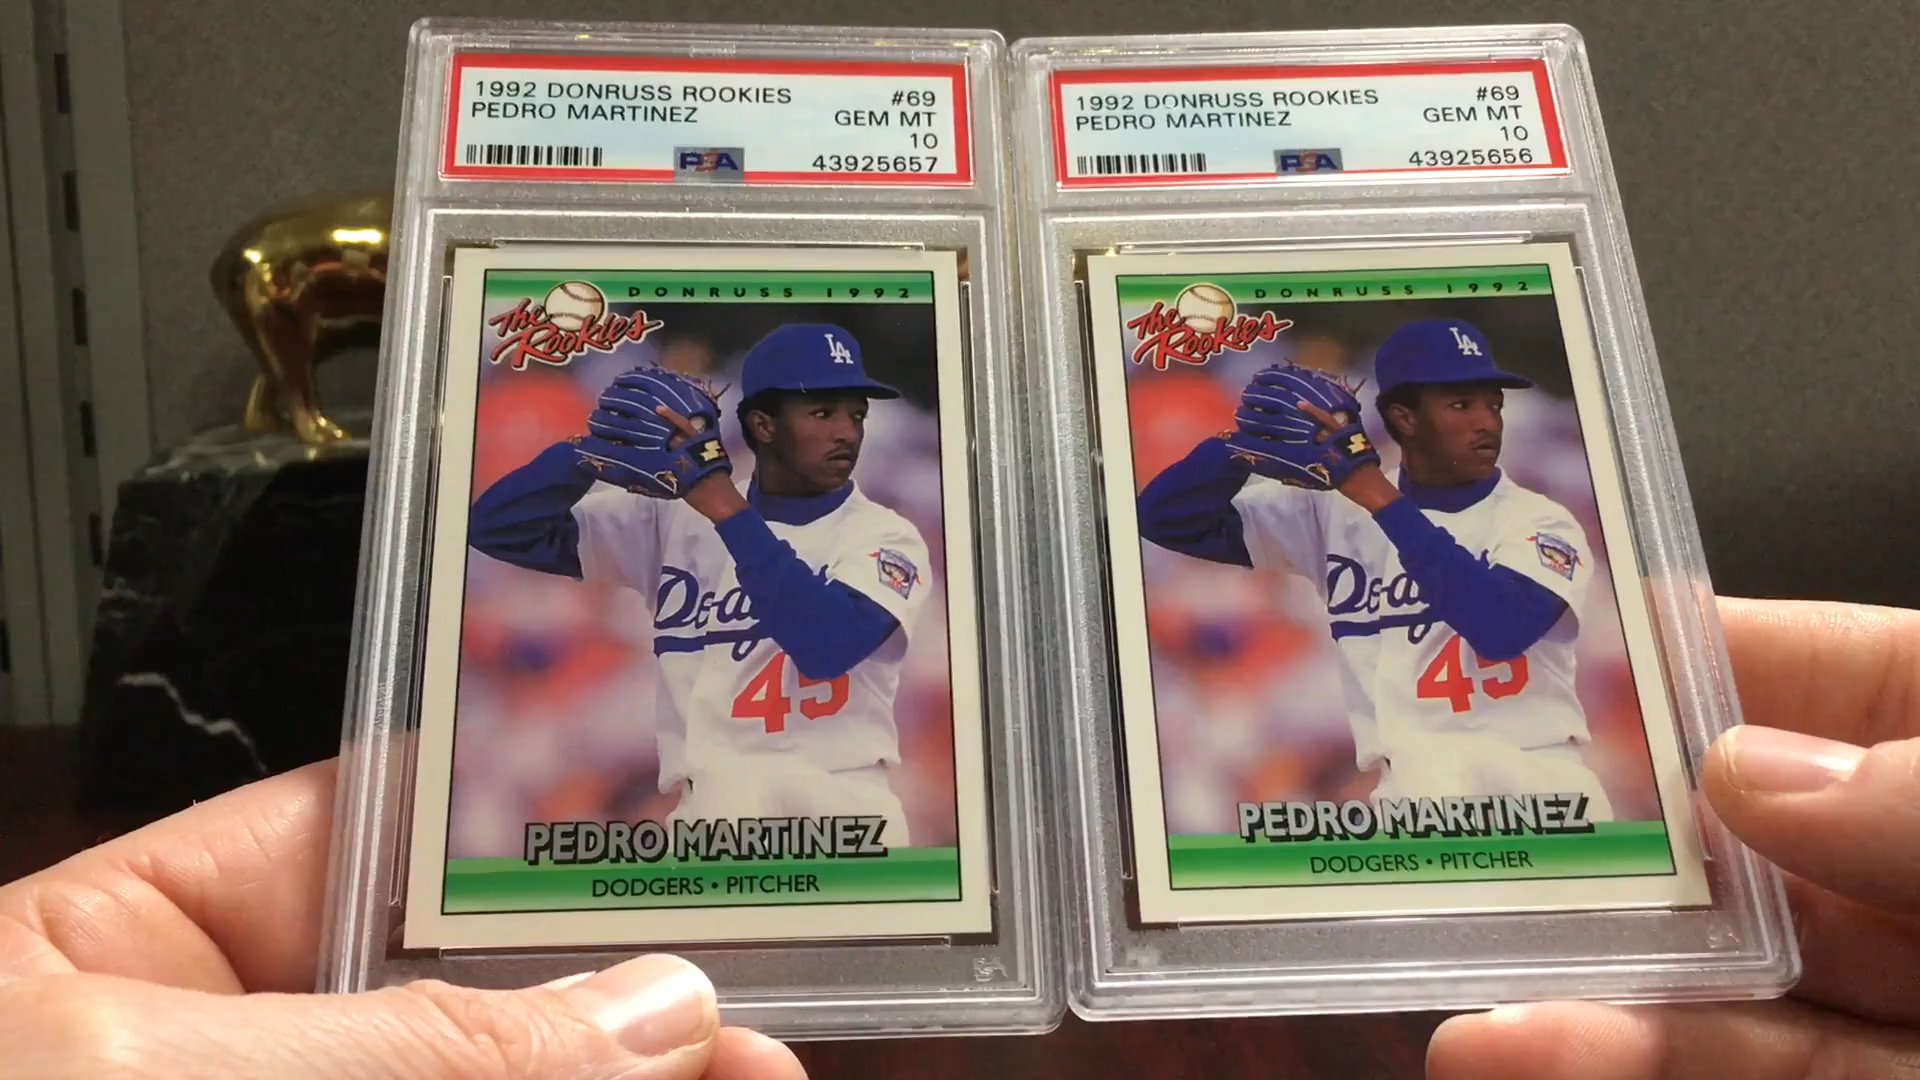 1992 DONRUSS ROOKIES #69
PEDRO MARTINEZ GEM MT
10
PSA 43925657
DONRUSS 1992
The Rookies
LA
S
Dodg
45
PEDRO MARTINEZ
DODGERS • PITCHER
1992 DONRUSS ROOKIES #69
PEDRO MARTINEZ GEM MT
10
PSA 43925656
DONRUSS 1992
The Rookies
LA
S
Dodg
45
PEDRO MARTINEZ
DODGERS • PITCHER